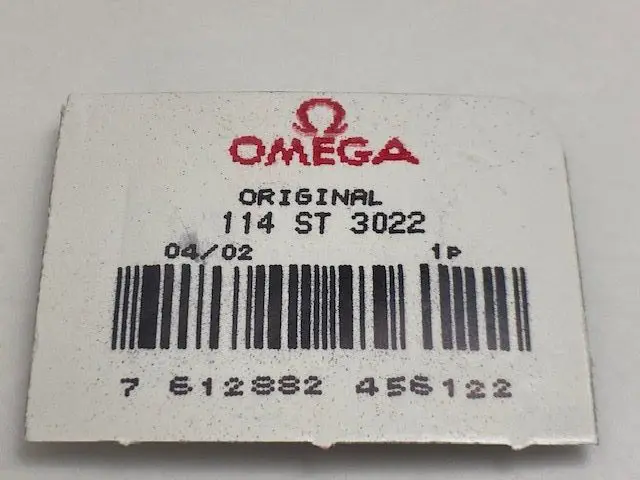 Ω
OMEGA
ORIGINAL
114 ST 3022
04/02 1P
7 612882 456122